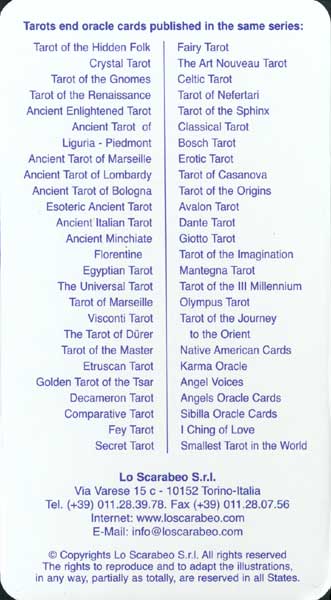 Tarots end oracle cards published in the same series:
Tarot of the Hidden Folk
Crystal Tarot
Tarot of the Gnomes
Tarot of the Renaissance
Ancient Enlightened Tarot
Ancient Tarot of
Liguria - Piedmont
Ancient Tarot of Marseille
Ancient Tarot of Lombardy
Ancient Tarot of Bologna
Esoteric Ancient Tarot
Ancient Italian Tarot
Ancient Minchiate
Florentine
Egyptian Tarot
The Universal Tarot
Tarot of Marseille
Visconti Tarot
The Tarot of Dürer
Tarot of the Master
Etruscan Tarot
Golden Tarot of the Tsar
Decameron Tarot
Comparative Tarot
Fey Tarot
Secret Tarot
Fairy Tarot
The Art Nouveau Tarot
Celtic Tarot
Tarot of Nefertari
Tarot of the Sphinx
Classical Tarot
Bosch Tarot
Erotic Tarot
Tarot of Casanova
Tarot of the Origins
Avalon Tarot
Dante Tarot
Giotto Tarot
Tarot of the Imagination
Mantegna Tarot
Tarot of the III Millennium
Olympus Tarot
Tarot of the Journey
to the Orient
Native American Cards
Karma Oracle
Angel Voices
Angels Oracle Cards
Sibilla Oracle Cards
I Ching of Love
Smallest Tarot in the World
Lo Scarabeo S.r.l.
Via Varese 15 c - 10152 Torino-Italia
Tel. (+39) 011.28.39.78. Fax (+39) 011.28.07.56
Internet: www.loscarabeo.com
E-Mail: info@loscarabeo.com
© Copyrights Lo Scarabeo S.r.l. All rights reserved
The rights to reproduce and to adapt the illustrations,
in any way, partially as totally, are reserved in all States.